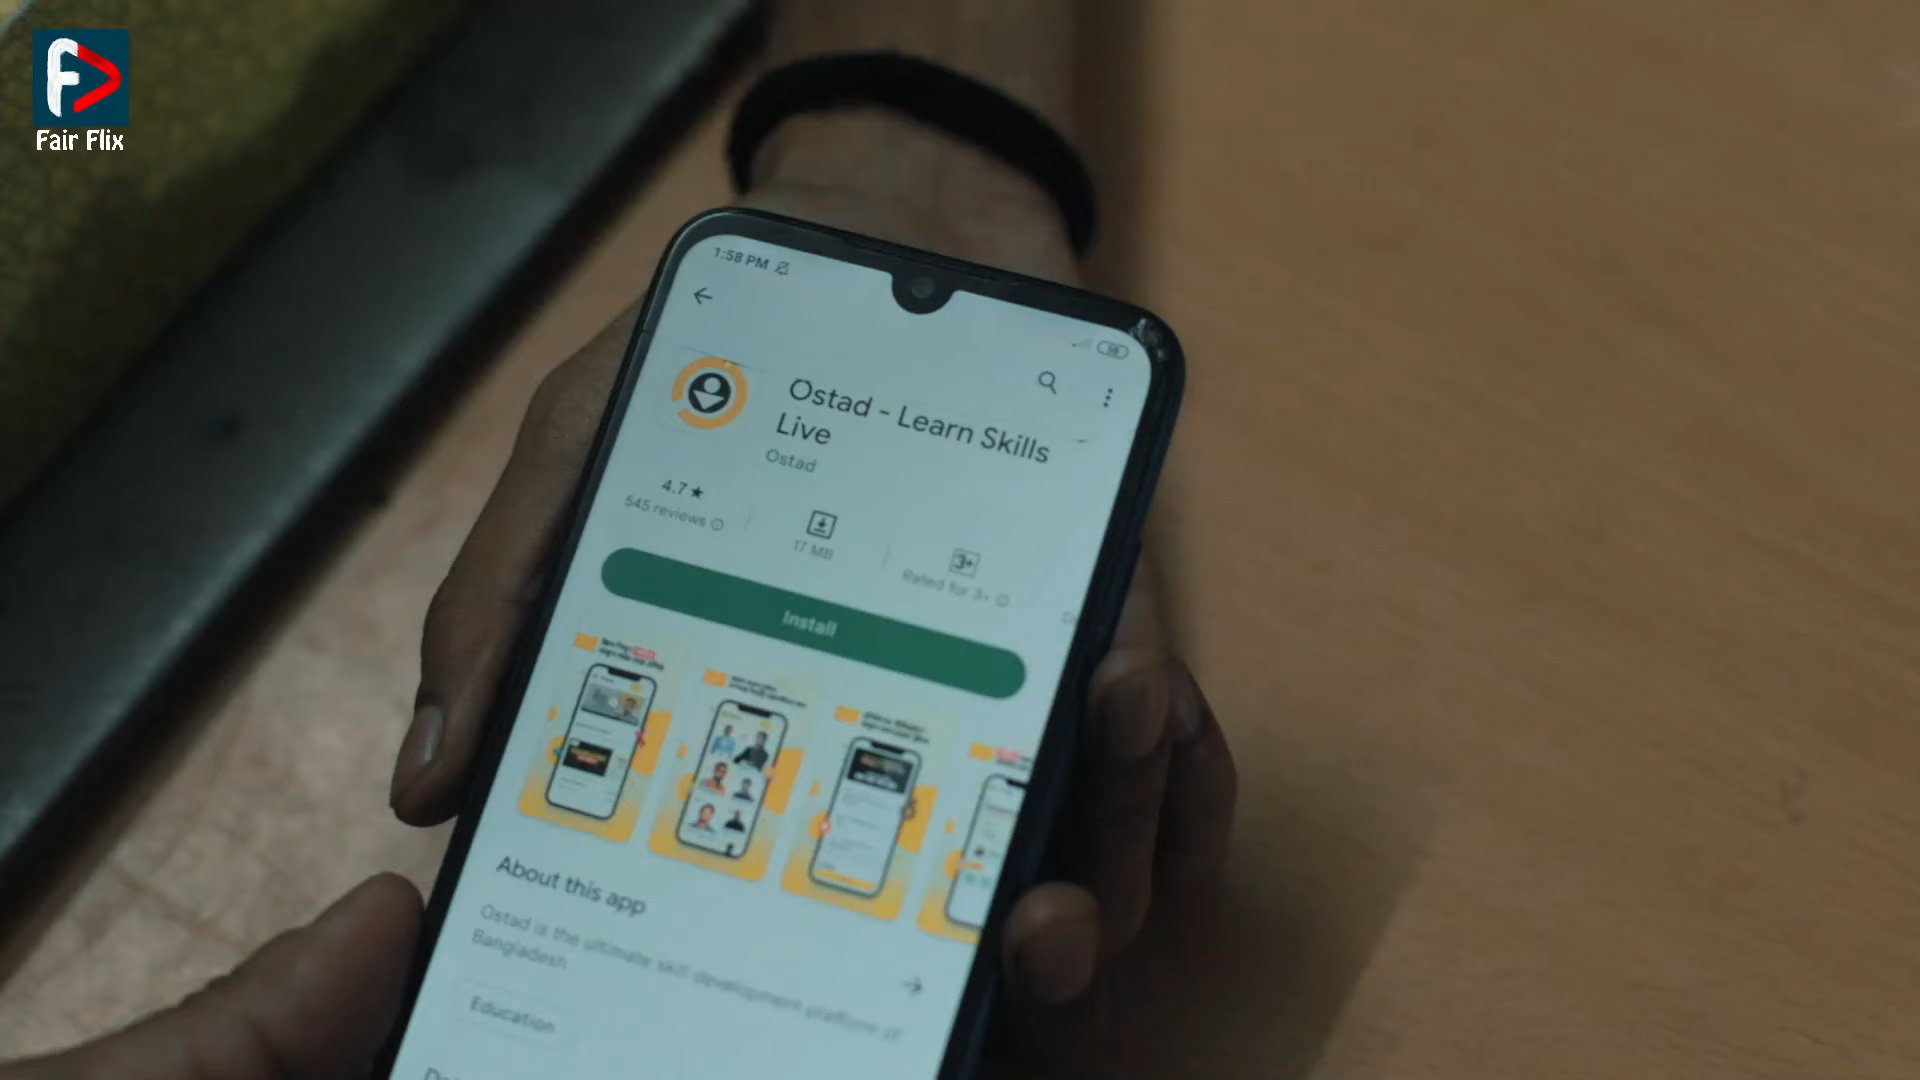 Fair Flix
1:58 PM
58
Ostad - Learn Skills
Live
Ostad
4.7★
545 reviews
17 MB
3+
Rated for 3+
Install
About this app
Ostad is the ultimate skill development platform of
Bangladesh
Education